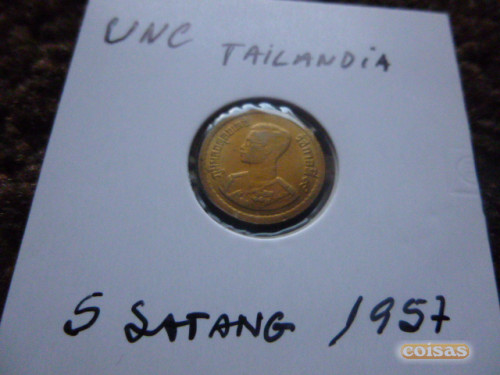 UNC TAILANDIA
5 SATANG 1957
coisas